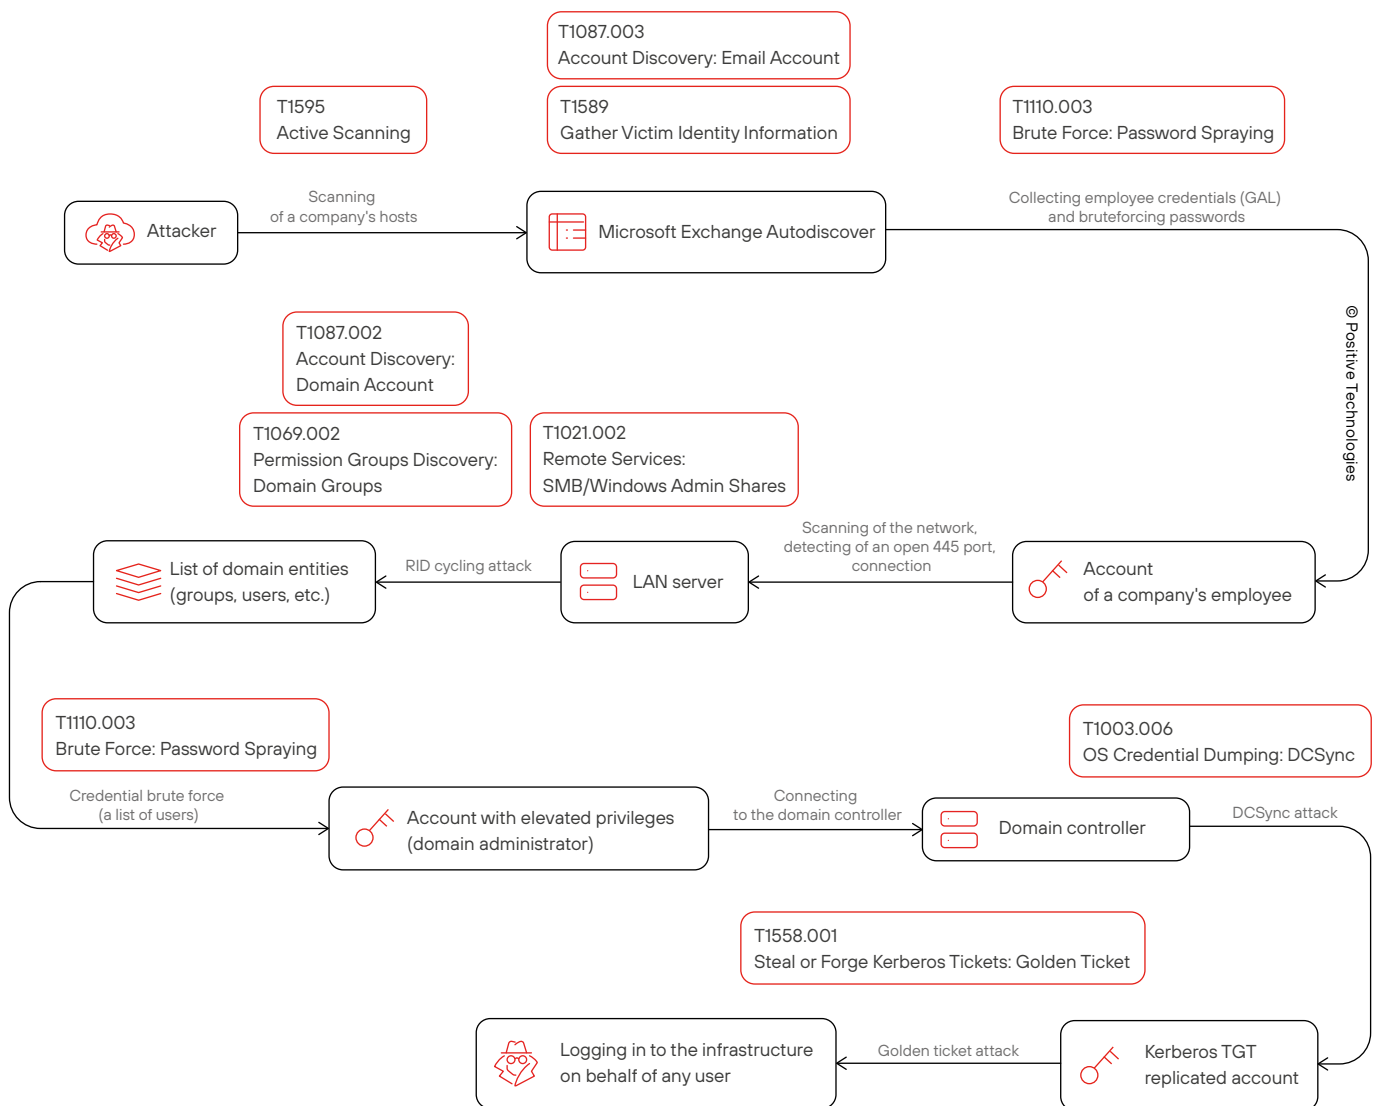 T1087.003
Account Discovery: Email Account
T1595
Active Scanning
T1589
Gather Victim Identity Information
T1110.003
Brute Force: Password Spraying
Attacker
Scanning
of a company's hosts
Microsoft Exchange Autodiscover
Collecting employee credentials (GAL)
and bruteforcing passwords
© Positive Technologies
T1087.002
Account Discovery:
Domain Account
T1069.002
Permission Groups Discovery:
Domain Groups
T1021.002
Remote Services:
SMB/Windows Admin Shares
Account
of a company's employee
Scanning of the network,
detecting of an open 445 port,
connection
LAN server
RID cycling attack
List of domain entities
(groups, users, etc.)
T1110.003
Brute Force: Password Spraying
Credential brute force
(a list of users)
Account with elevated privileges
(domain administrator)
Connecting
to the domain controller
Domain controller
T1003.006
OS Credential Dumping: DCSync
DCSync attack
T1558.001
Steal or Forge Kerberos Tickets: Golden Ticket
Kerberos TGT
replicated account
Golden ticket attack
Logging in to the infrastructure
on behalf of any user